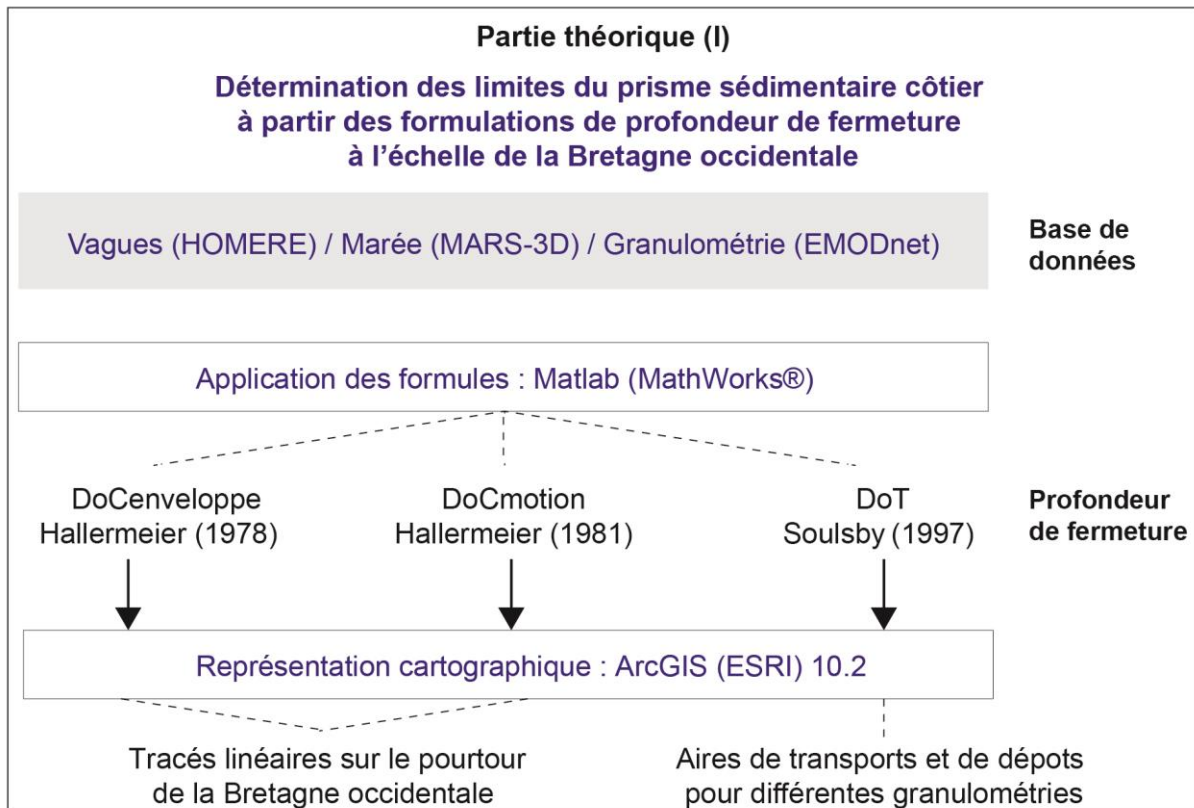 Partie théorique (I)
Détermination des limites du prisme sédimentaire côtier
à partir des formulations de profondeur de fermeture
à l'échelle de la Bretagne occidentale
Vagues (HOMERE) / Marée (MARS-3D) / Granulométrie (EMODnet)
Base de
données
Application des formules : Matlab (MathWorks®)
DoCenveloppe
Hallermeier (1978)
DoCmotion
Hallermeier (1981)
DoT
Soulsby (1997)
Profondeur
de fermeture
Représentation cartographique : ArcGIS (ESRI) 10.2
Tracés linéaires sur le pourtour
de la Bretagne occidentale
Aires de transports et de dépots
pour différentes granulométries